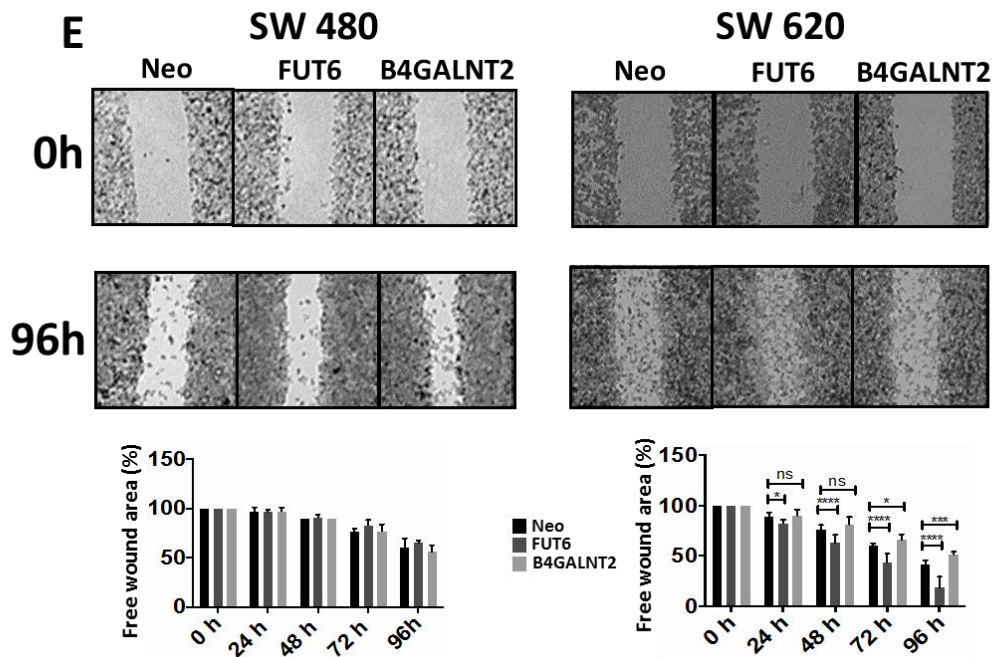 E
SW 480
SW 620
Neo FUT6 B4GALNT2
Neo FUT6 B4GALNT2
0h
96h
Free wound area (%)
150
100
50
0
0 h 24 h 48 h 72 h 96h
Neo
FUT6
B4GALNT2
Free wound area (%)
150
100
50
0
ns
*
ns
****
*
****
***
****
0 h 24 h 48 h 72 h 96 h